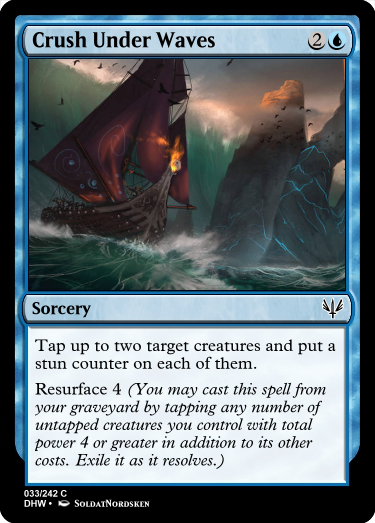 Crush Under Waves 2
Sorcery
Tap up to two target creatures and put a
stun counter on each of them.
Resurface 4 (You may cast this spell from
your graveyard by tapping any number of
untapped creatures you control with total
power 4 or greater in addition to its other
costs. Exile it as it resolves.)
033/242 C
DHW • SOLDATNORDSKEN